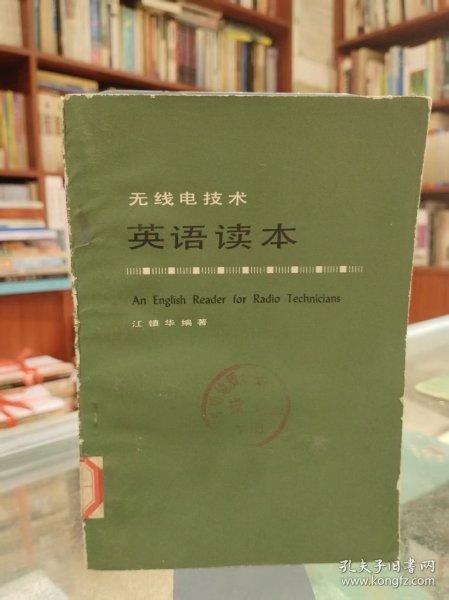 无线电技术
英语读本
An English Reader for Radio Technicians
江镇华编著
孔夫子旧书网
www.kongfz.com